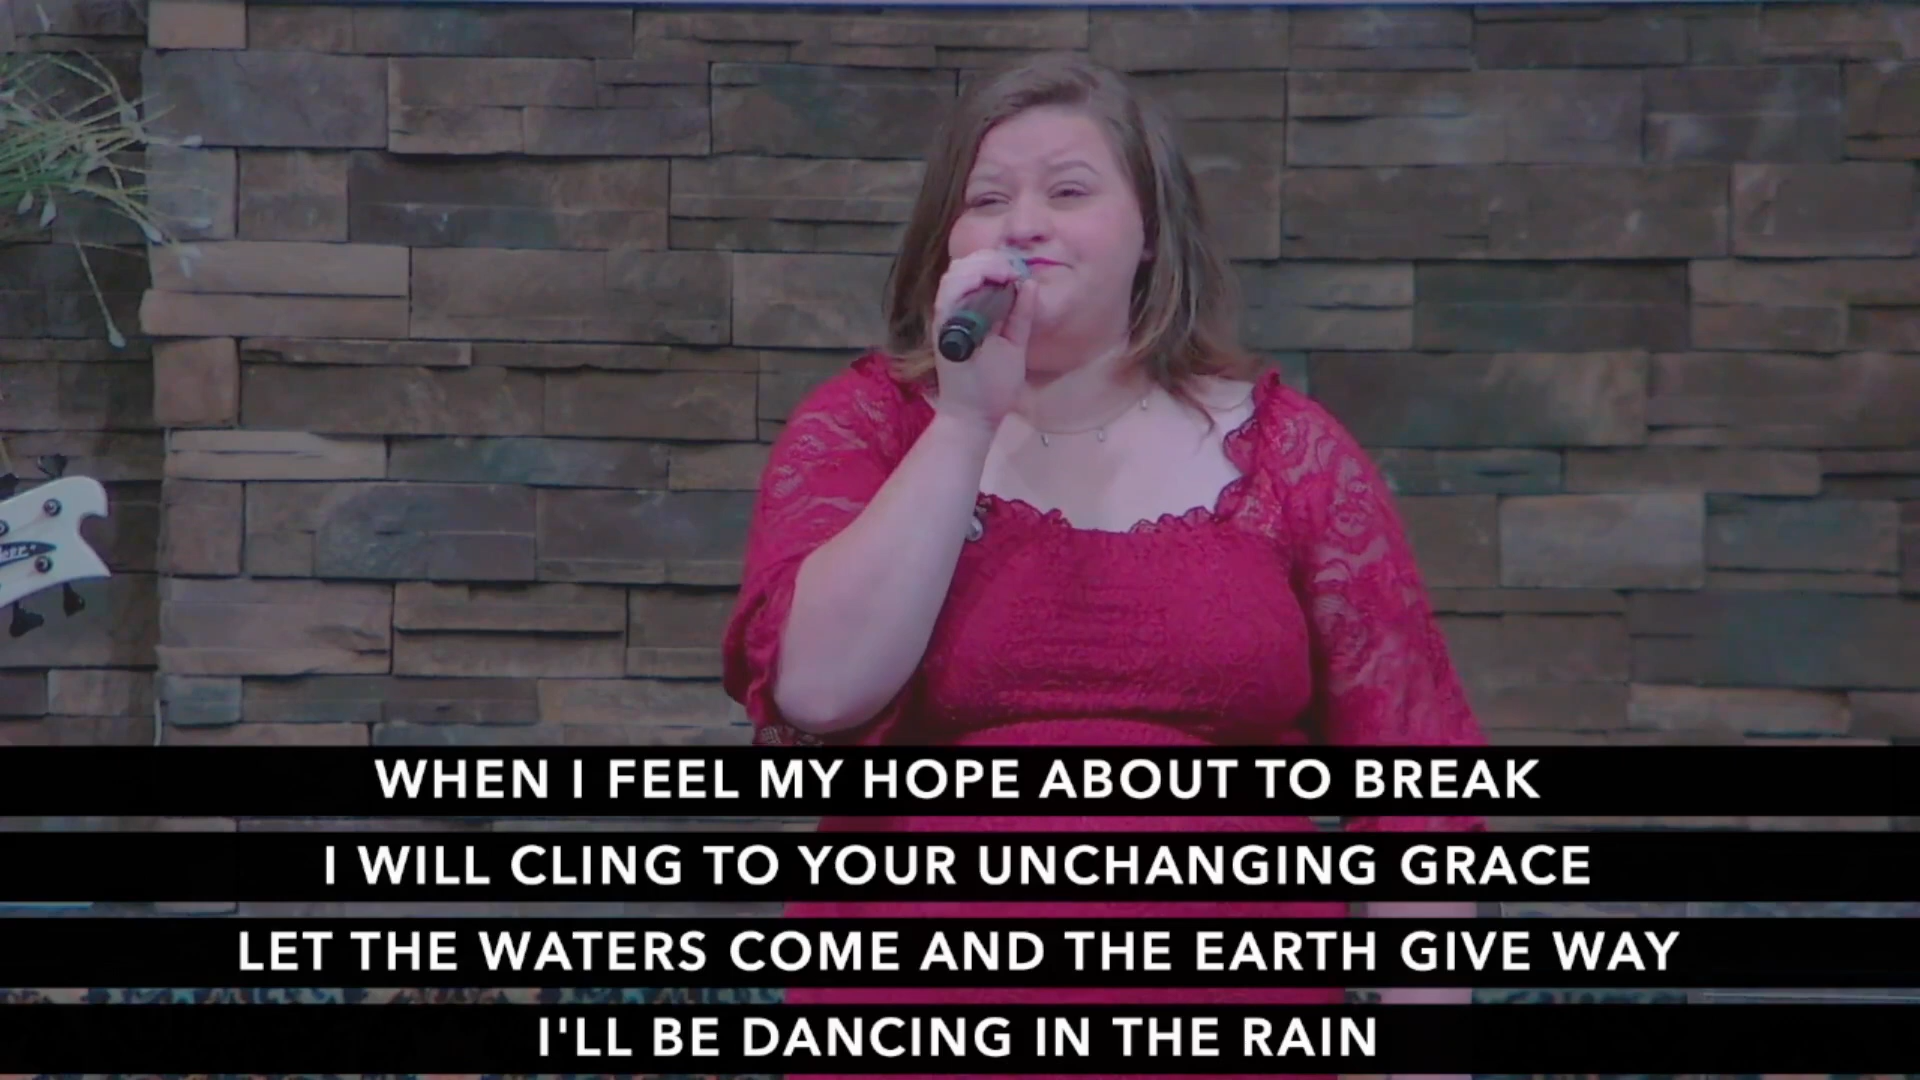 WHEN I FEEL MY HOPE ABOUT TO BREAK
I WILL CLING TO YOUR UNCHANGING GRACE
LET THE WATERS COME AND THE EARTH GIVE WAY
I'LL BE DANCING IN THE RAIN